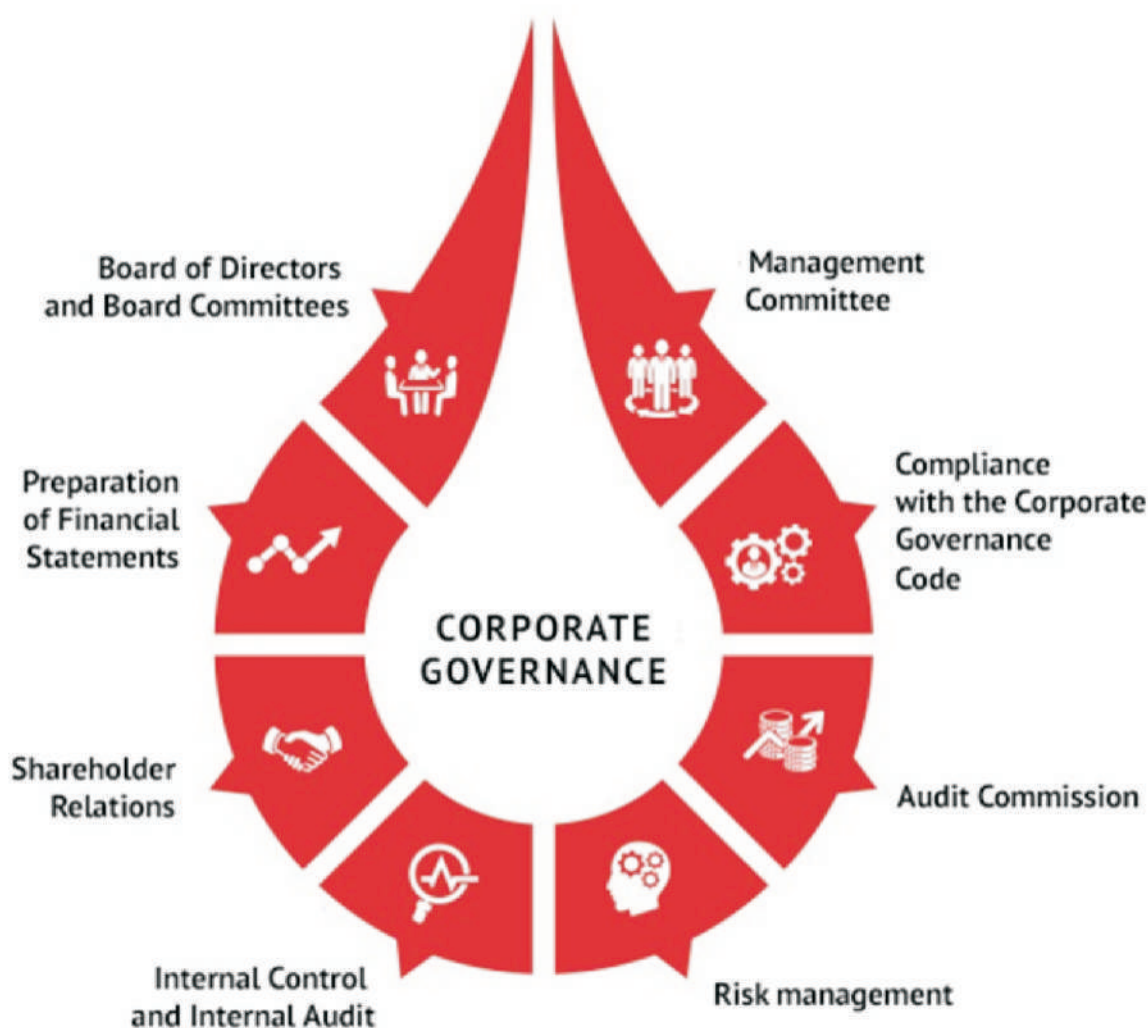 Board of Directors
and Board Committees
Management
Committee
Preparation
of Financial
Statements
Compliance
with the Corporate
Governance
Code
CORPORATE
GOVERNANCE
Shareholder
Relations
Audit Commission
Internal Control
and Internal Audit
Risk management